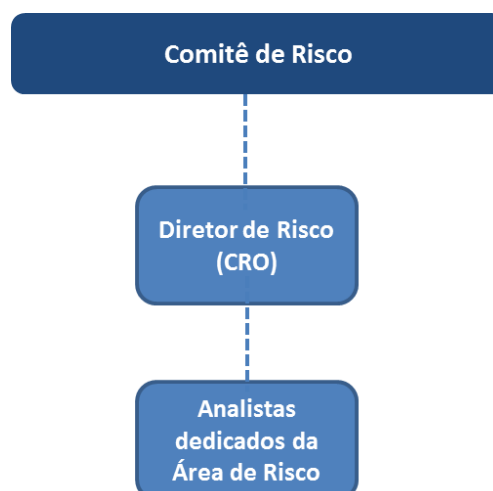 Comitê de Risco
Diretor de Risco
(CRO)
Analistas
dedicados da
Área de Risco